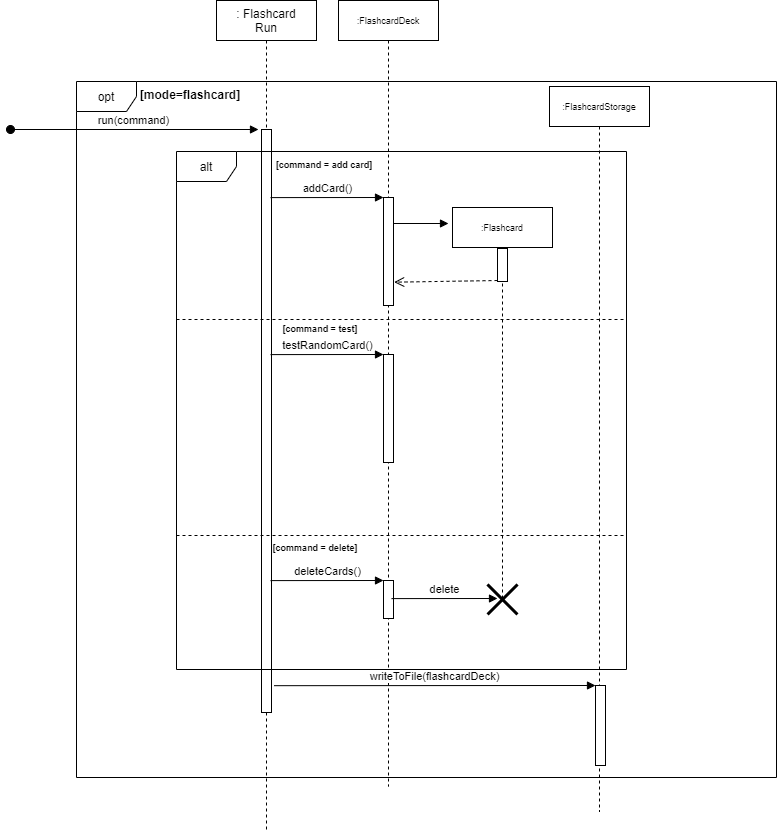 : Flashcard
Run
:FlashcardDeck
opt
[mode=flashcard]
:FlashcardStorage
run(command)
alt
[command = add card]
addCard()
:Flashcard
[command = test]
testRandomCard()
[command = delete]
deleteCards()
delete
writeToFile(flashcardDeck)